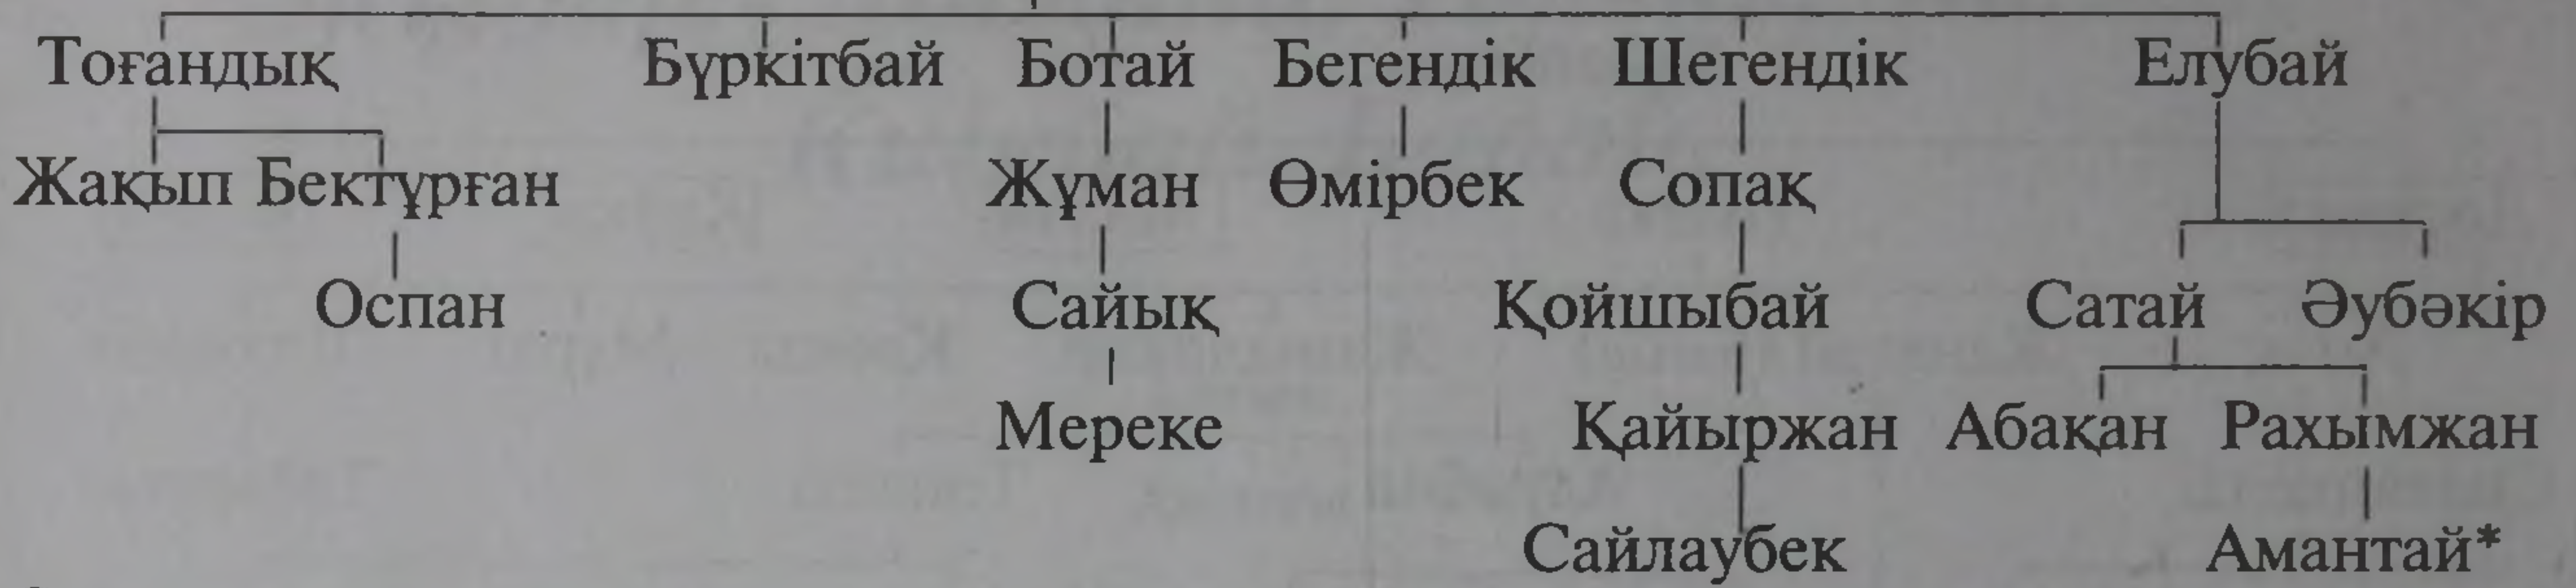 Тоғандық Бүркітбай Ботай Бегендік Шегендік Елубай
Жақып Бектұрған Жұман Өмірбек Сопақ
Оспан Сайық Қойшыбай Сатай Әубәкір
Мереке Қайыржан Абақан Рахымжан
Сайлаубек Амантай*